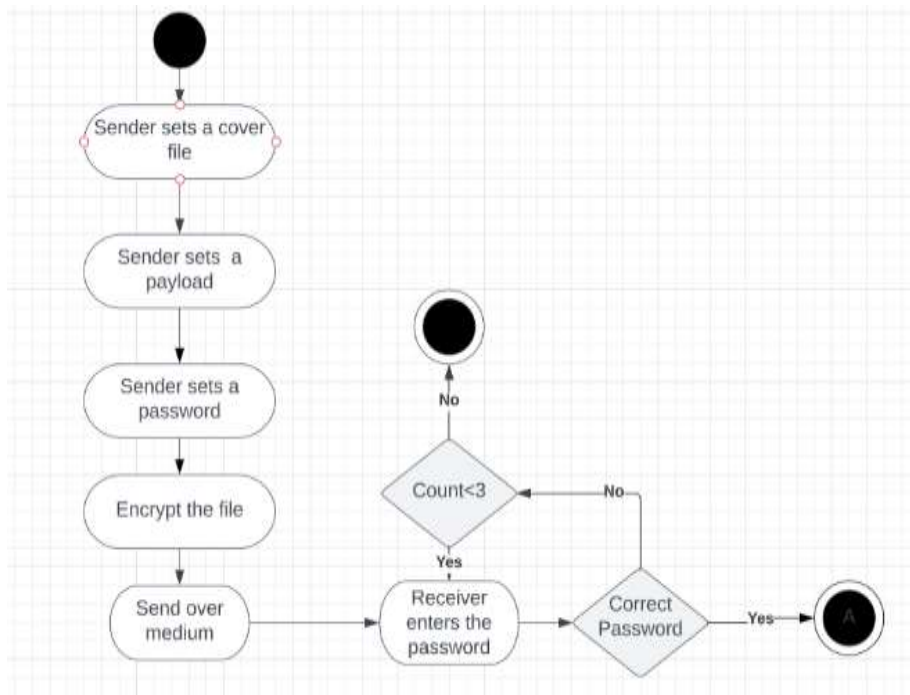 Sender sets a cover
file
Sender sets a
payload
Sender sets a
password
Encrypt the file
Send over
medium
No
Count<3
Yes
Receiver
enters the
password
No
Correct
Password
Yes
A